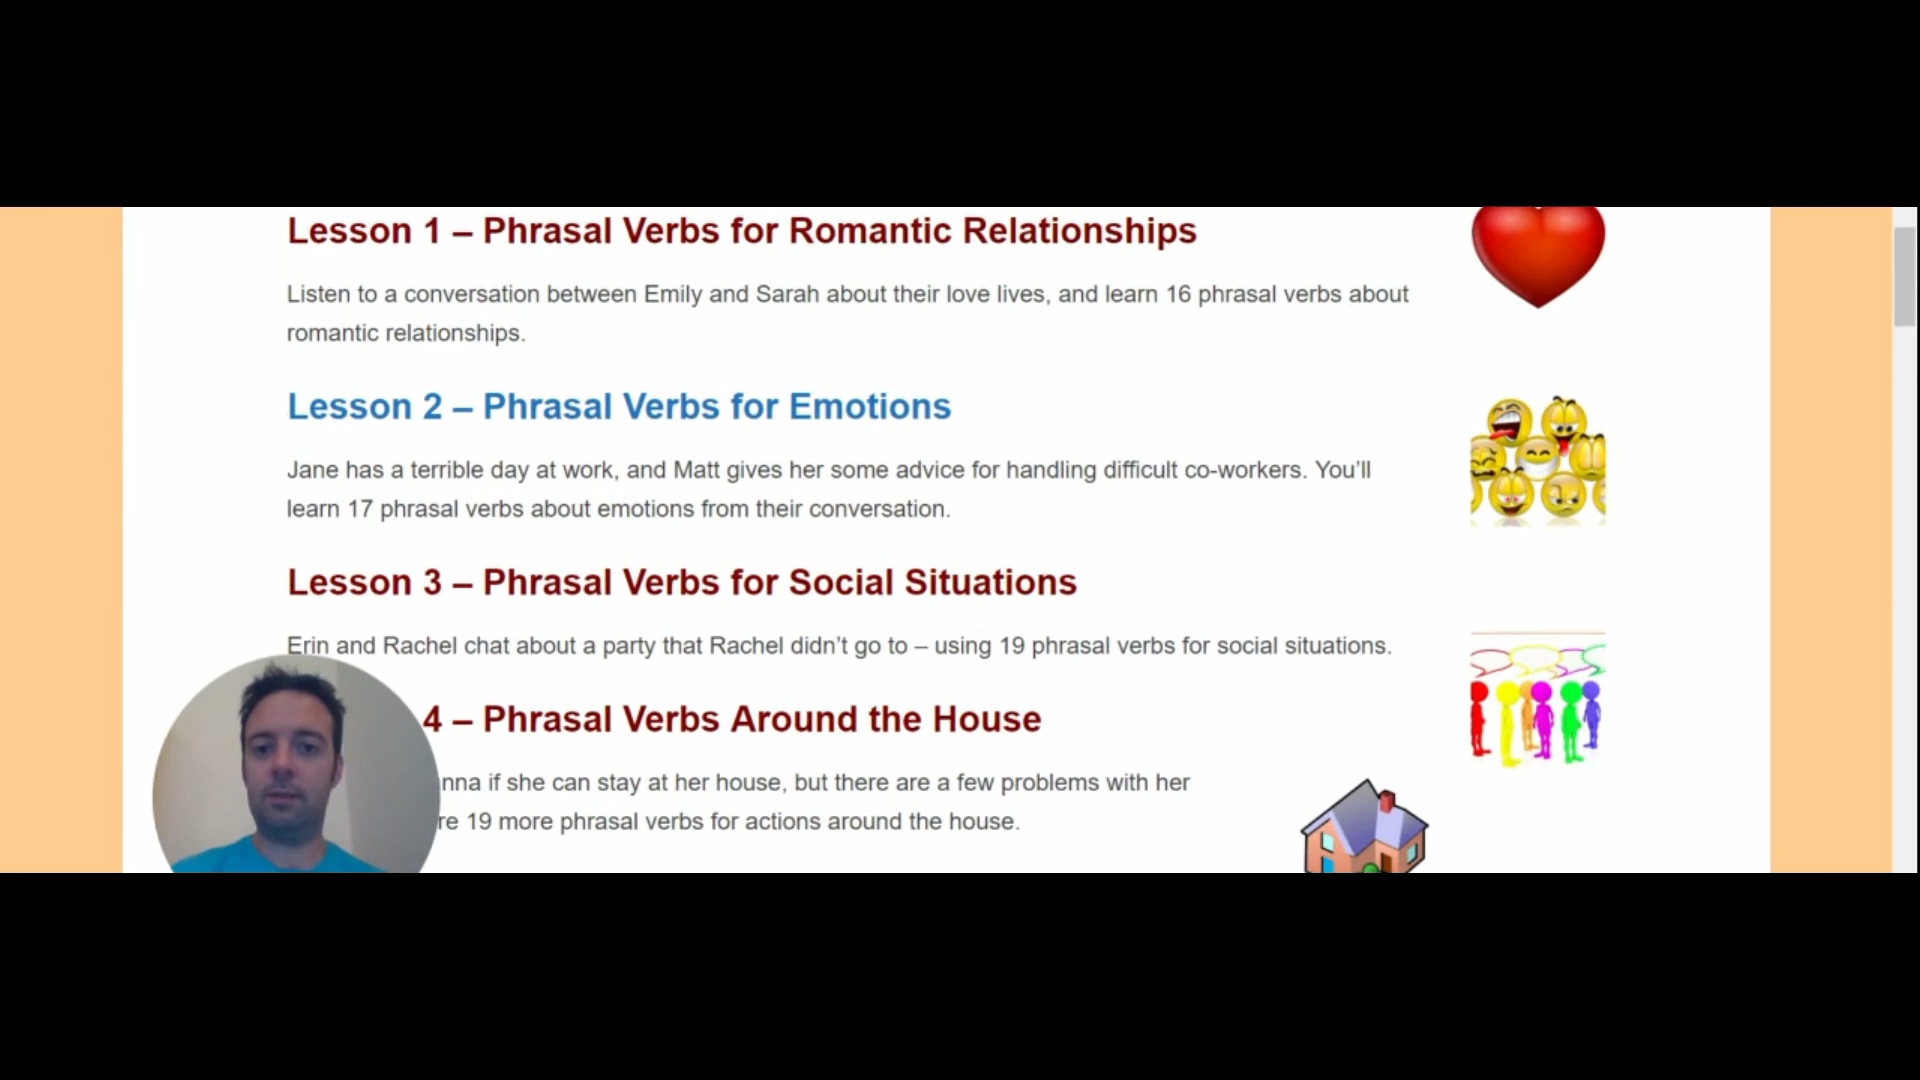 Lesson 1 – Phrasal Verbs for Romantic Relationships
Listen to a conversation between Emily and Sarah about their love lives, and learn 16 phrasal verbs about
romantic relationships.
Lesson 2 – Phrasal Verbs for Emotions
Jane has a terrible day at work, and Matt gives her some advice for handling difficult co-workers. You’ll
learn 17 phrasal verbs about emotions from their conversation.
Lesson 3 – Phrasal Verbs for Social Situations
Erin and Rachel chat about a party that Rachel didn’t go to – using 19 phrasal verbs for social situations.
4 – Phrasal Verbs Around the House
if she can stay at her house, but there are a few problems with her
19 more phrasal verbs for actions around the house.